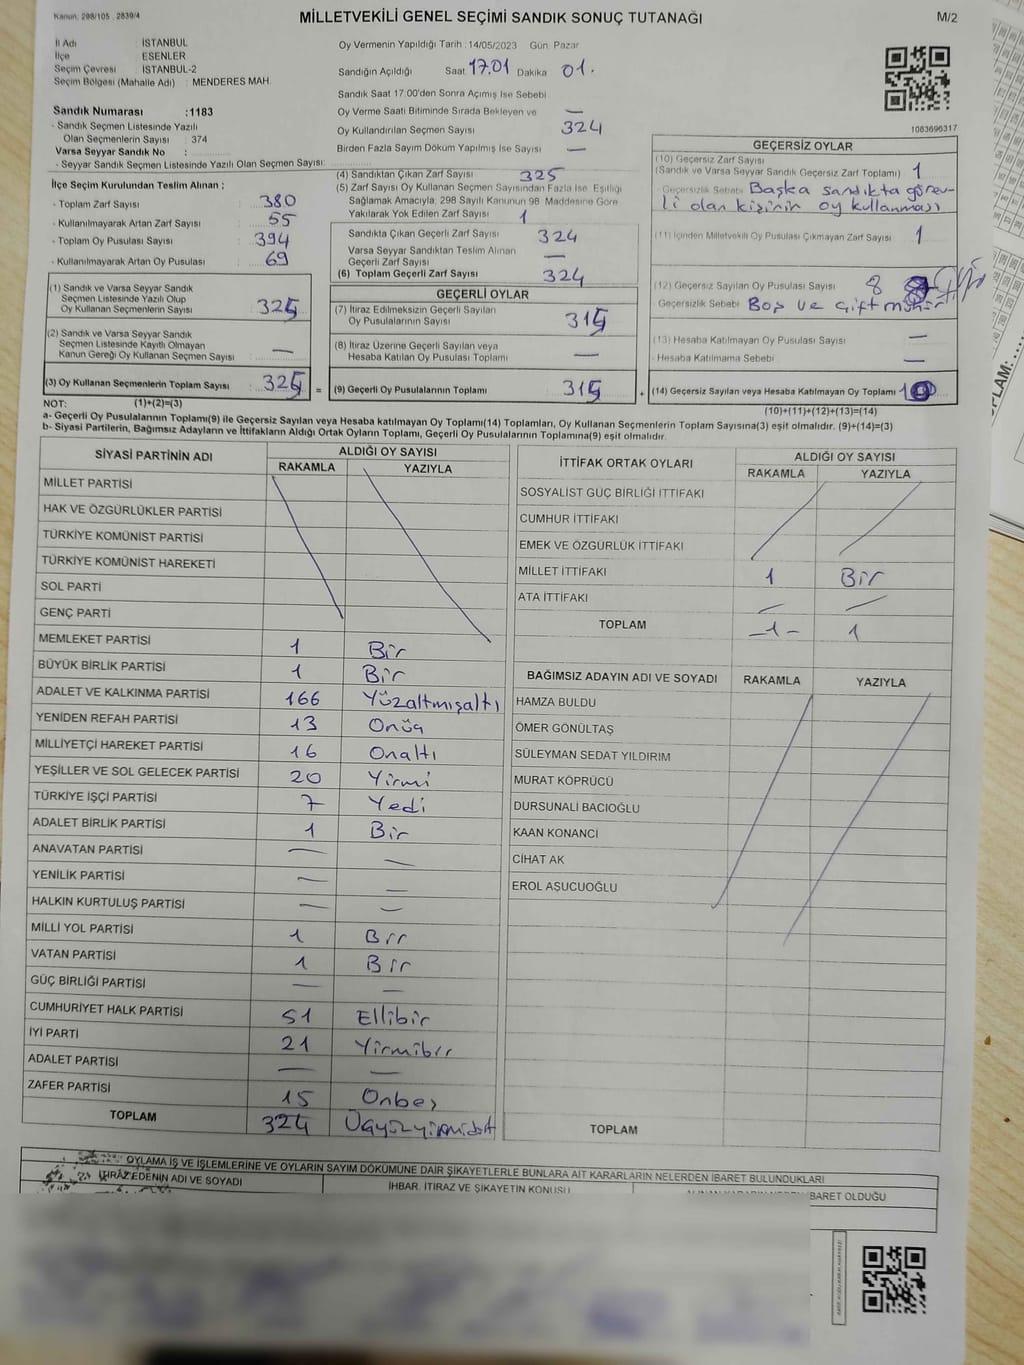 Kanun. 298/105 . 2839/4
MİLLETVEKİLİ GENEL SEÇİMİ SANDIK SONUÇ TUTANAĞI
M/2
İl Adı : İSTANBUL
İlçe : ESENLER
Seçim Çevresi : İSTANBUL-2
Seçim Bölgesi (Mahalle Adı) : MENDERES MAH.
Oy Vermenin Yapıldığı Tarih : 14/05/2023 Gün: Pazar
Sandığın Açıldığı Saat 17.01 Dakika 01.
Sandık Saat 17:00'den Sonra Açımış İse Sebebi
Oy Verme Saati Bitiminde Sırada Bekleyen ve —
Oy Kullandırılan Seçmen Sayısı 324
Birden Fazla Sayım Döküm Yapılmış İse Sayısı —
1083696317
Sandık Numarası :1183
- Sandık Seçmen Listesinde Yazılı
Olan Seçmenlerin Sayısı : 374
Varsa Seyyar Sandık No :
- Seyyar Sandık Seçmen Listesinde Yazılı Olan Seçmen Sayısı:
İlçe Seçim Kurulundan Teslim Alınan :
- Toplam Zarf Sayısı : 380
- Kullanılmayarak Artan Zarf Sayısı : 55
- Toplam Oy Pusulası Sayısı : 394
- Kullanılmayarak Artan Oy Pusulası : 69
(1) Sandık ve Varsa Seyyar Sandık
Seçmen Listesinde Yazılı Olup
Oy Kullanan Seçmenlerin Sayısı : 325
(2) Sandık ve Varsa Seyyar Sandık
Seçmen Listesinde Kayıtlı Olmayan
Kanun Gereği Oy Kullanan Seçmen Sayısı : —
(3) Oy Kullanan Seçmenlerin Toplam Sayısı : 325 =
(4) Sandıktan Çıkan Zarf Sayısı 325
(5) Zarf Sayısı Oy Kullanan Seçmen Sayısından Fazla İse, Eşitliği
Sağlamak Amacıyla, 298 Sayılı Kanunun 98. Maddesine Göre
Yakılarak Yok Edilen Zarf Sayısı 1
Sandıkta Çıkan Geçerli Zarf Sayısı 324
Varsa Seyyar Sandıktan Teslim Alınan
Geçerli Zarf Sayısı —
(6) Toplam Geçerli Zarf Sayısı 324
GEÇERLİ OYLAR
(7) İtiraz Edilmeksizin Geçerli Sayılan
Oy Pusulasının Sayısı 315
(8) İtiraz Üzerine Geçerli Sayılan veya
Hesaba Katılan Oy Pusulası Toplamı —
(9) Geçerli Oy Pusulalarının Toplamı 315 +
GEÇERSİZ OYLAR
(10) Geçersiz Zarf Sayısı
(Sandık ve Varsa Seyyar Sandık Geçersiz Zarf Toplamı) 1
- Geçersizlik Sebebi Başka sandıkta görev-
li olan kişinin oy kullanması
(11) İçinden Milletvekili Oy Pusulası Çıkmayan Zarf Sayısı 1
(12) Geçersiz Sayılan Oy Pusulası Sayısı 8
Geçersizlik Sebebi : Boş ve çift mühür
(13) Hesaba Katılmayan Oy Pusulası Sayısı —
- Hesaba Katılmama Sebebi : —
(14) Geçersiz Sayılan veya Hesaba Katılmayan Oy Toplamı 10
NOT: (1)+(2)=(3)
(10)+(11)+(12)+(13)=(14)
a- Geçerli Oy Pusulalarının Toplamı(9) ile Geçersiz Sayılan veya Hesaba katılmayan Oy Toplamı(14) Toplamları, Oy Kullanan Seçmenlerin Toplam Sayısına(3) eşit olmalıdır. (9)+(14)=(3)
b- Siyasi Partilerin, Bağımsız Adayların ve İttifakların Aldığı Ortak Oyların Toplamı, Geçerli Oy Pusulalarının Toplamına(9) eşit olmalıdır.
SİYASİ PARTİNİN ADI
ALDIĞI OY SAYISI
RAKAMLA YAZIYLA
MİLLET PARTİSİ
HAK VE ÖZGÜRLÜKLER PARTİSİ
TÜRKİYE KOMÜNİST PARTİSİ
TÜRKİYE KOMÜNİST HAREKETİ
SOL PARTİ
GENÇ PARTİ
MEMLEKET PARTİSİ 1 Bir
BÜYÜK BİRLİK PARTİSİ 1 Bir
ADALET VE KALKINMA PARTİSİ 166 Yüzaltmışaltı
YENİDEN REFAH PARTİSİ 13 Onüç
MİLLİYETÇİ HAREKET PARTİSİ 16 Onaltı
YEŞİLLER VE SOL GELECEK PARTİSİ 20 Yirmi
TÜRKİYE İŞÇİ PARTİSİ 7 Yedi
ADALET BİRLİK PARTİSİ 1 Bir
ANAVATAN PARTİSİ — —
YENİLİK PARTİSİ — —
HALKIN KURTULUŞ PARTİSİ — —
MİLLİ YOL PARTİSİ 1 Bir
VATAN PARTİSİ 1 Bir
GÜÇ BİRLİĞİ PARTİSİ — —
CUMHURİYET HALK PARTİSİ 51 Ellibir
İYİ PARTİ 21 Yirmibir
ADALET PARTİSİ — —
ZAFER PARTİSİ 15 Onbeş
TOPLAM 324 Üçyüzyirmidört
İTTİFAK ORTAK OYLARI
ALDIĞI OY SAYISI
RAKAMLA YAZIYLA
SOSYALİST GÜÇ BİRLİĞİ İTTİFAKI
CUMHUR İTTİFAKI
EMEK VE ÖZGÜRLÜK İTTİFAKI
MİLLET İTTİFAKI 1 Bir
ATA İTTİFAKI — —
TOPLAM -1- 1
BAĞIMSIZ ADAYIN ADI VE SOYADI RAKAMLA YAZIYLA
HAMZA BULDU
ÖMER GÖNÜLTAŞ
SÜLEYMAN SEDAT YILDIRIM
MURAT KÖPRÜCÜ
DURSUNALİ BACIOĞLU
KAAN KONANCİ
CİHAT AK
EROL AŞUCUOĞLU
TOPLAM
OYLAMA İŞ VE İŞLEMLERİNE VE OYLARIN SAYIM DÖKÜMÜNE DAİR ŞİKAYETLERLE BUNLARA AİT KARARLARIN NELERDEN İBARET BULUNDUKLARI
İTİRAZ EDENİN ADI VE SOYADI
İHBAR, İTİRAZ VE ŞİKAYETİN KONUSU
İBARET OLDUĞU
PLAM: